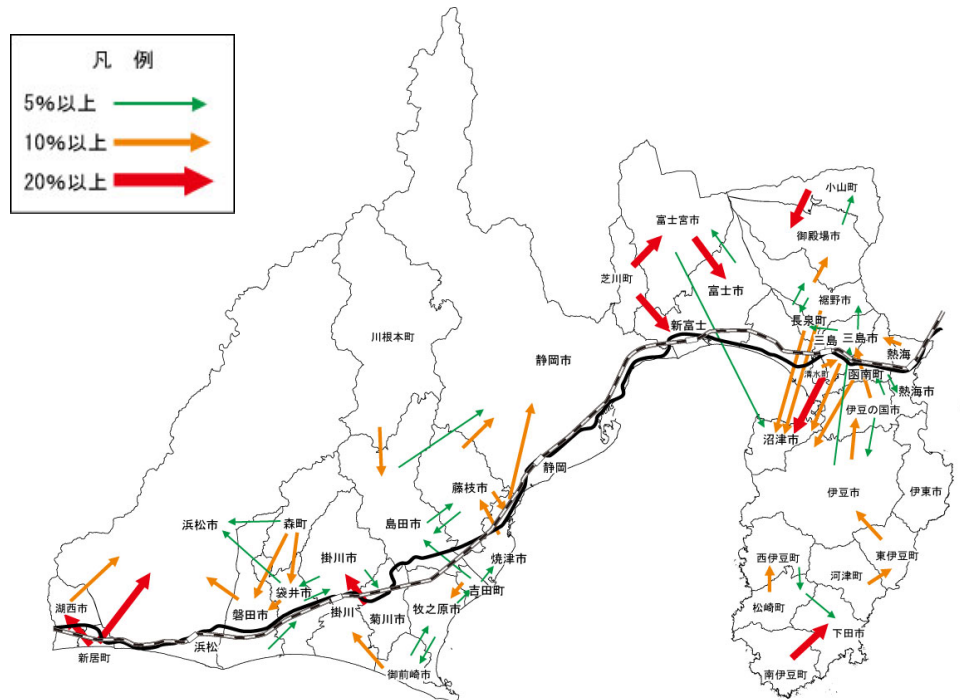 凡 例
5%以上
10%以上
20%以上
小山町
富士宮市
御殿場市
芝川町
富士市
裾野市
長泉町
新富士
川根本町
三島
三島市
熱海
静岡市
清水町
函南町
熱海市
伊豆の国市
沼津市
静岡
藤枝市
伊豆市
伊東市
浜松市
森町
島田市
掛川市
焼津市
西伊豆町
東伊豆町
河津町
袋井市
吉田町
湖西市
磐田市
掛川
菊川市
牧之原市
松崎町
下田市
浜松
新居町
御前崎市
南伊豆町